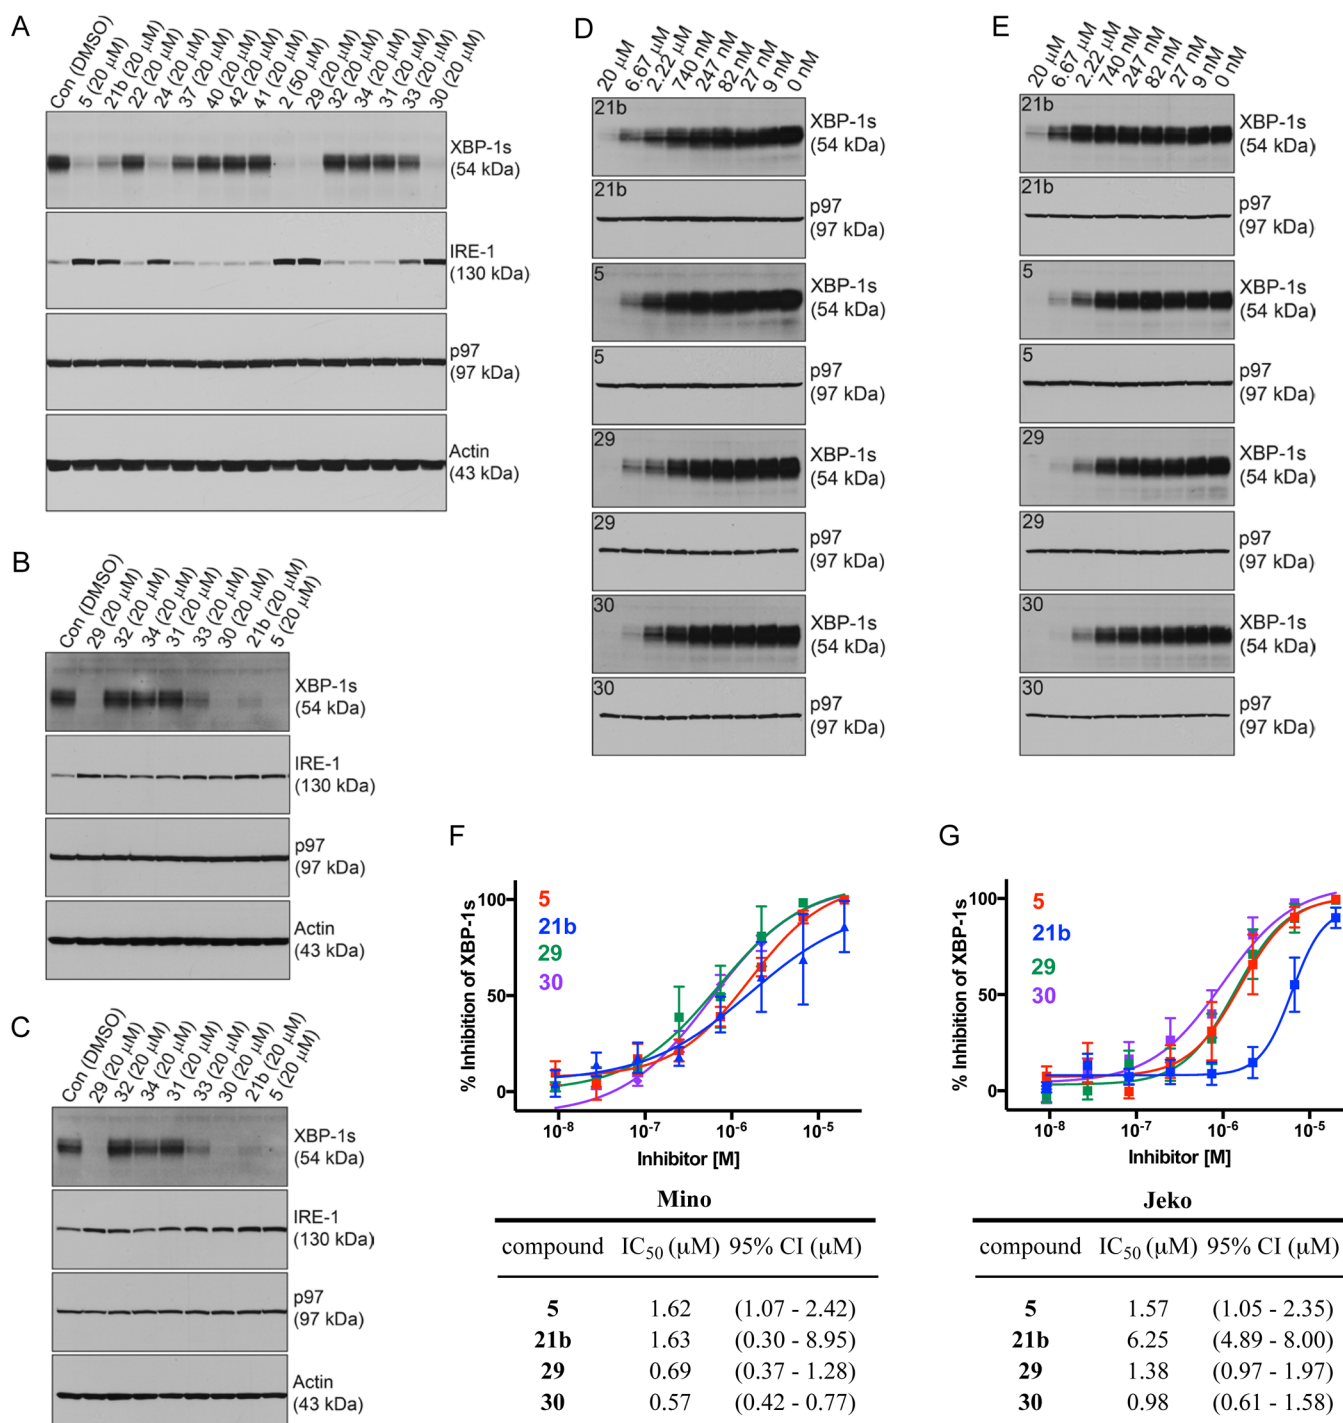 A
Con (DMSO)
5 (20 μM)
21b (20 μM)
22 (20 μM)
24 (20 μM)
37 (20 μM)
40 (20 μM)
42 (20 μM)
41 (20 μM)
2 (50 μM)
29 (20 μM)
32 (20 μM)
34 (20 μM)
31 (20 μM)
33 (20 μM)
30 (20 μM)
XBP-1s
(54 kDa)
IRE-1
(130 kDa)
p97
(97 kDa)
Actin
(43 kDa)
B
Con (DMSO)
29 (20 μM)
32 (20 μM)
34 (20 μM)
31 (20 μM)
33 (20 μM)
30 (20 μM)
21b (20 μM)
5 (20 μM)
XBP-1s
(54 kDa)
IRE-1
(130 kDa)
p97
(97 kDa)
Actin
(43 kDa)
C
Con (DMSO)
29 (20 μM)
32 (20 μM)
34 (20 μM)
31 (20 μM)
33 (20 μM)
30 (20 μM)
21b (20 μM)
5 (20 μM)
XBP-1s
(54 kDa)
IRE-1
(130 kDa)
p97
(97 kDa)
Actin
(43 kDa)
D
20 μM
6.67 μM
2.22 μM
740 nM
247 nM
82 nM
27 nM
9 nM
0 nM
21b
XBP-1s
(54 kDa)
21b
p97
(97 kDa)
5
XBP-1s
(54 kDa)
5
p97
(97 kDa)
29
XBP-1s
(54 kDa)
29
p97
(97 kDa)
30
XBP-1s
(54 kDa)
30
p97
(97 kDa)
E
20 μM
6.67 μM
2.22 μM
740 nM
247 nM
82 nM
27 nM
9 nM
0 nM
21b
XBP-1s
(54 kDa)
21b
p97
(97 kDa)
5
XBP-1s
(54 kDa)
5
p97
(97 kDa)
29
XBP-1s
(54 kDa)
29
p97
(97 kDa)
30
XBP-1s
(54 kDa)
30
p97
(97 kDa)
F
% Inhibition of XBP-1s
100
50
0
5
21b
29
30
10⁻⁸ 10⁻⁷ 10⁻⁶ 10⁻⁵
Inhibitor [M]
Mino
compound IC₅₀ (μM) 95% CI (μM)
5 1.62 (1.07 - 2.42)
21b 1.63 (0.30 - 8.95)
29 0.69 (0.37 - 1.28)
30 0.57 (0.42 - 0.77)
G
% Inhibition of XBP-1s
100
50
0
5
21b
29
30
10⁻⁸ 10⁻⁷ 10⁻⁶ 10⁻⁵
Inhibitor [M]
Jeko
compound IC₅₀ (μM) 95% CI (μM)
5 1.57 (1.05 - 2.35)
21b 6.25 (4.89 - 8.00)
29 1.38 (0.97 - 1.97)
30 0.98 (0.61 - 1.58)